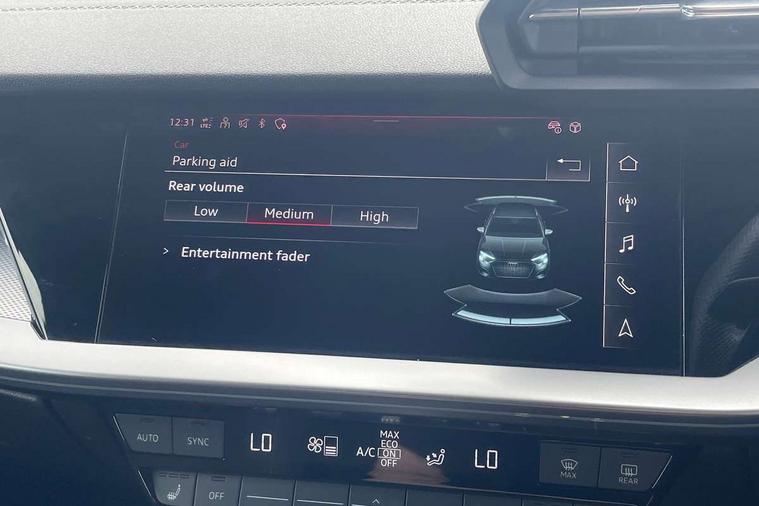 12:31 LTE
Car
Parking aid
Rear volume
Low Medium High
> Entertainment fader
AUTO SYNC LO A/C MAX ECO ON OFF LO MAX REAR
OFF